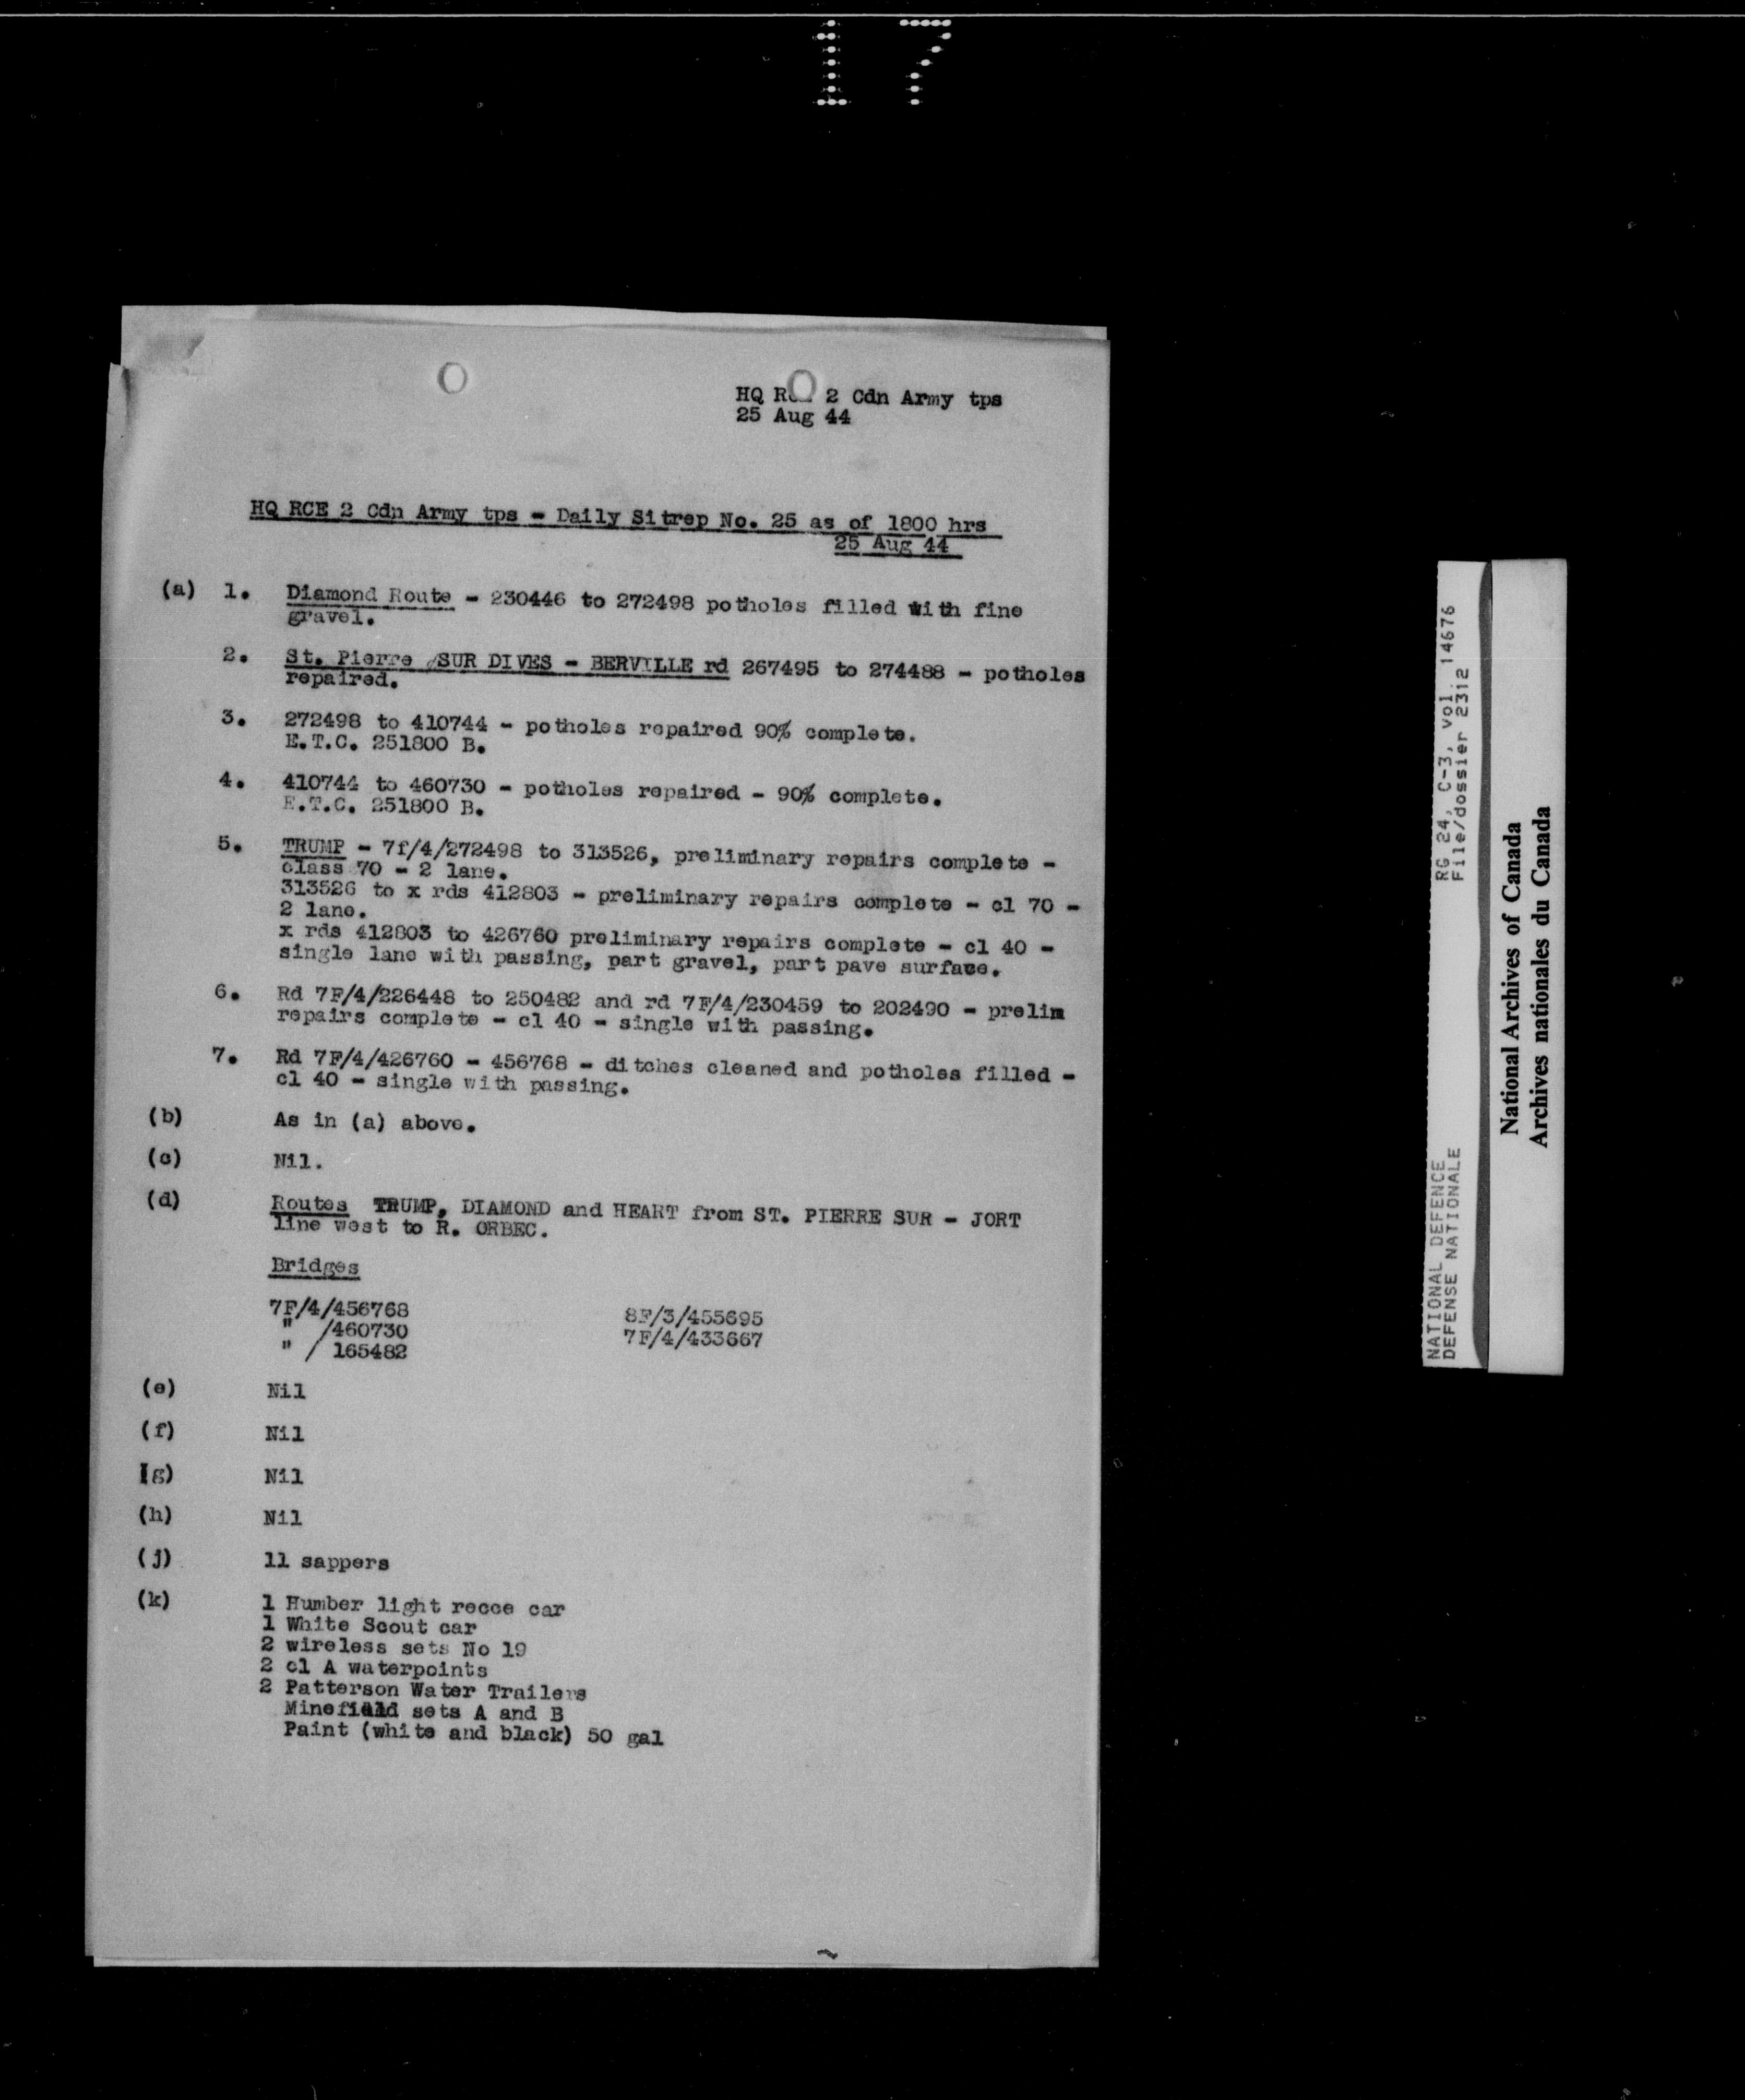 17
HQ R 2 Cdn Army tps
25 Aug 44
HQ RCE 2 Cdn Army tps - Daily Sitrep No. 25 as of 1800 hrs
25 Aug 44
(a) 1. Diamond Route - 230446 to 272498 potholes filled with fine
gravel.
2. St. Pierre SUR DIVES - BERVILLE rd 267495 to 274488 - potholes
repaired.
3. 272498 to 410744 - potholes repaired 90% complete.
E.T.C. 251800 B.
4. 410744 to 460730 - potholes repaired - 90% complete.
E.T.C. 251800 B.
5. TRUMP - 7f/4/272498 to 313526, preliminary repairs complete -
class 70 - 2 lane.
313526 to x rds 412803 - preliminary repairs complete - cl 70 -
2 lane.
x rds 412803 to 426760 preliminary repairs complete - cl 40 -
single lane with passing, part gravel, part pave surface.
6. Rd 7F/4/226448 to 250482 and rd 7F/4/230459 to 202490 - prelim
repairs complete - cl 40 - single with passing.
7. Rd 7F/4/426760 - 456768 - ditches cleaned and potholes filled -
cl 40 - single with passing.
(b) As in (a) above.
(c) Nil.
(d) Routes TRUMP, DIAMOND and HEART from ST. PIERRE SUR - JORT
line west to R. ORBEC.
Bridges
7F/4/456768 8F/3/455695
" /460730 7F/4/433667
" / 165482
(e) Nil
(f) Nil
(g) Nil
(h) Nil
(j) 11 sappers
(k) 1 Humber light recce car
1 White Scout car
2 wireless sets No 19
2 cl A waterpoints
2 Patterson Water Trailers
Minefield sets A and B
Paint (white and black) 50 gal
NATIONAL DEFENCE RG 24, C-3, vol. 14676
DEFENSE NATIONALE File/dossier 2312
National Archives of Canada
Archives nationales du Canada